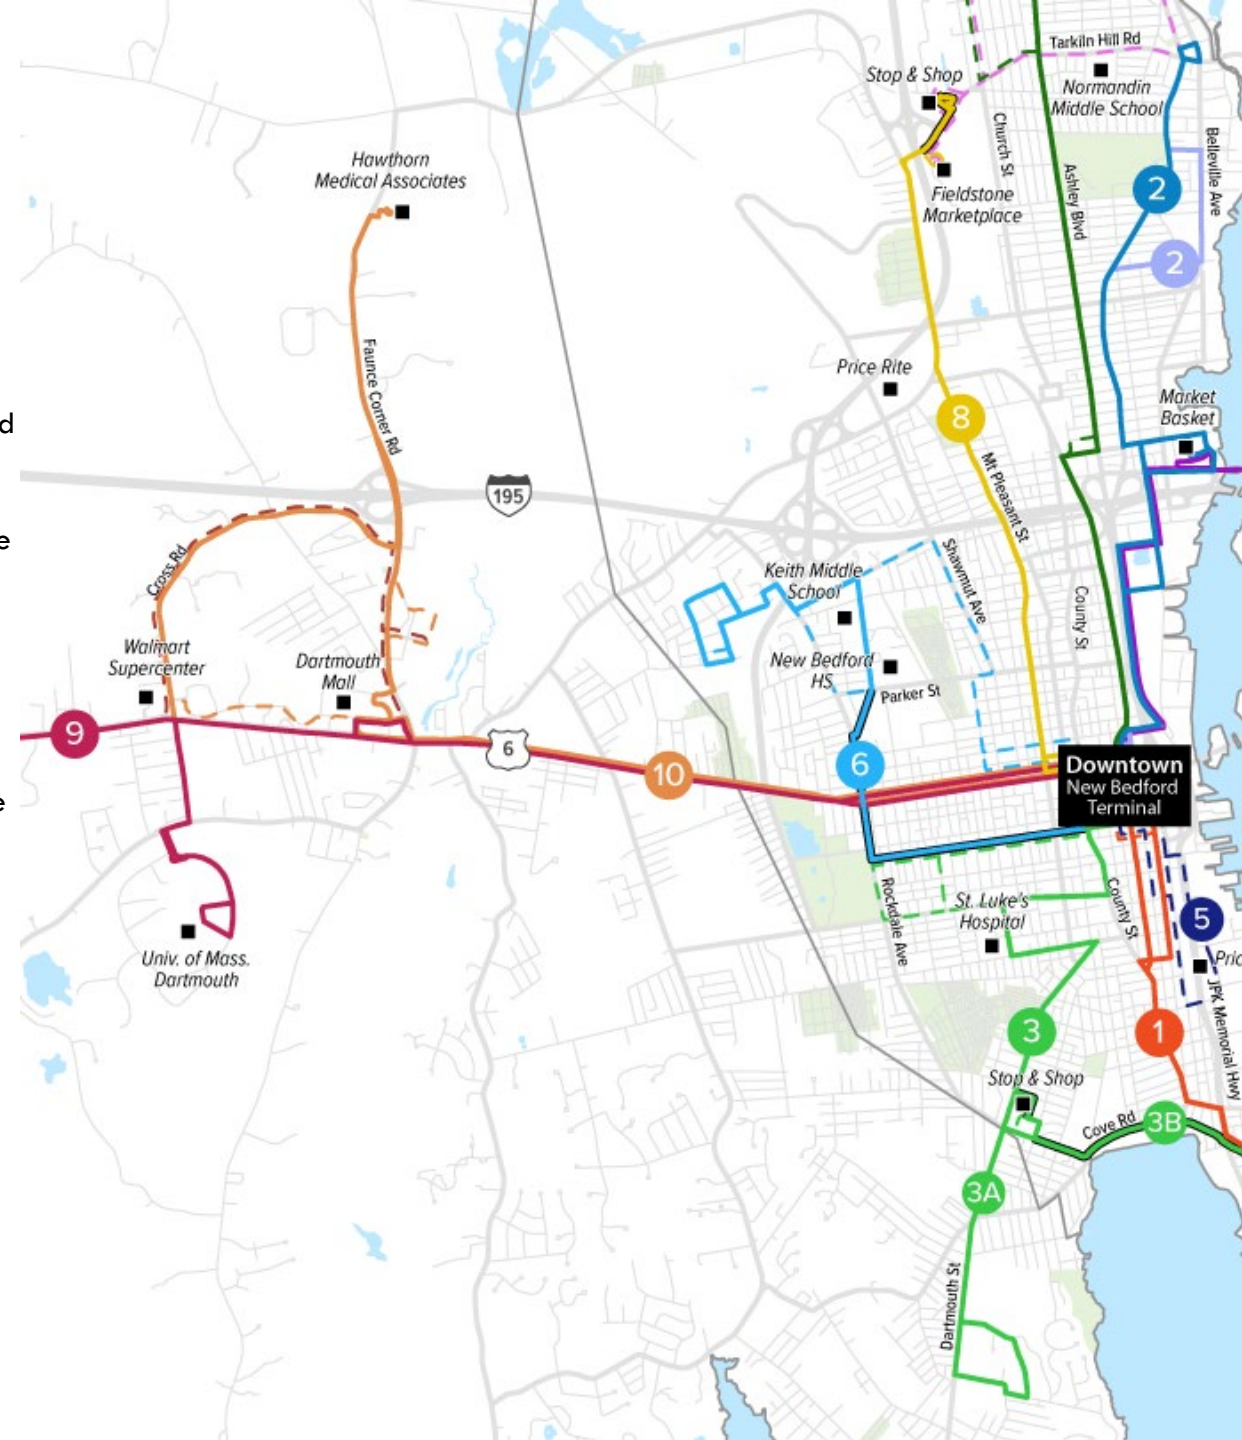 Tarkiln Hill Rd
Stop & Shop
Normandin
Middle School
Church St
Belleville Ave
Hawthorn
Medical Associates
Ashley Blvd
2
Fieldstone
Marketplace
2
Faunce Corner Rd
Price Rite
Market
Basket
8
d
Mt Pleasant St
195
e
Cross Rd
Keith Middle
School
Shawmut Ave
County St
Walmart
Supercenter
Dartmouth
Mall
New Bedford
HS
Parker St
9
6
10
6
Downtown
New Bedford
Terminal
e
Rockdale Ave
St. Luke's
Hospital
County St
5
Univ. of Mass.
Dartmouth
Pric
JFK Memorial Hwy
3
1
Stop & Shop
Cove Rd
3B
3A
Dartmouth St